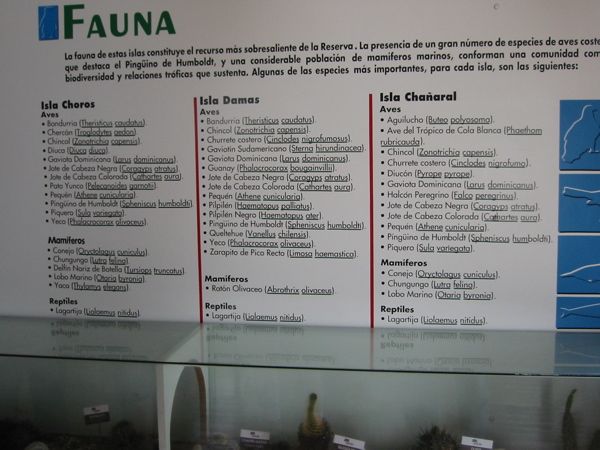 FAUNA
La fauna de estas islas constituye el recurso más sobresaliente de la Reserva. La presencia de un gran número de especies de aves coste
que destaca el Pingüino de Humboldt, y una considerable población de mamíferos marinos, conforman una comunidad com
biodiversidad y relaciones tróficas que sustenta. Algunas de las especies más importantes, para cada isla, son las siguientes:
Isla Choros
Aves
• Bandurria (Theristicus caudatus).
• Chercán (Troglodytes aedon).
• Chincol (Zonotrichia capensis).
• Diuca (Diuca diuca).
• Gaviota Dominicana (Larus dominicanus).
• Jote de Cabeza Negra (Coragyps atratus).
• Jote de Cabeza Colorada (Cathartes aura).
• Pato Yunco (Pelecanoides garnotii).
• Pequén (Athene cunicularia).
• Pingüino de Humboldt (Spheniscus humboldti).
• Piquero (Sula variegata).
• Yeco (Phalacrocorax olivaceus).
Mamíferos
• Conejo (Oryctolagus cuniculus).
• Chungungo (Lutra felina).
• Delfín Nariz de Botella (Tursiops truncatus).
• Lobo Marino (Otaria byronia).
• Yaca (Thylamys elegans).
Reptiles
• Lagartija (Liolaemus nitidus).
Isla Damas
Aves
• Bandurria (Theristicus caudatus).
• Chincol (Zonotrichia capensis).
• Churrete costero (Cinclodes nigrofumosus).
• Gaviotín Sudamericano (Sterna hirundinacea).
• Gaviota Dominicana (Larus dominicanus).
• Guanay (Phalacrocorax bougainvillii).
• Jote de Cabeza Negra (Coragyps atratus).
• Jote de Cabeza Colorada (Cathartes aura).
• Pequén (Athene cunicularia).
• Pilpilén (Haematopus palliatus).
• Pilpilén Negro (Haematopus ater).
• Pingüino de Humboldt (Spheniscus humboldti).
• Queltehue (Vanellus chilensis).
• Yeco (Phalacrocorax olivaceus).
• Zarapito de Pico Recto (Limosa haemastica).
Mamíferos
• Ratón Olivaceo (Abrothrix olivaceus).
Reptiles
• Lagartija (Liolaemus nitidus).
Isla Chañaral
Aves
• Aguilucho (Buteo polyosoma).
• Ave del Trópico de Cola Blanca (Phaethom
rubricauda).
• Chincol (Zonotrichia capensis).
• Churrete costero (Cinclodes nigrofumo).
• Diucón (Pyrope pyrope).
• Gaviota Dominicana (Larus dominicanus).
• Halcón Peregrino (Falco peregrinus).
• Jote de Cabeza Negra (Coragyps atratus).
• Jote de Cabeza Colorada (Cathartes aura).
• Pequén (Athene cunicularia).
• Pingüino de Humboldt (Spheniscus humboldti).
• Piquero (Sula variegata).
Mamíferos
• Conejo (Oryctolagus cuniculus).
• Chungungo (Lutra felina).
• Lobo Marino (Otaria byronia).
Reptiles
• Lagartija (Liolaemus nitidus).